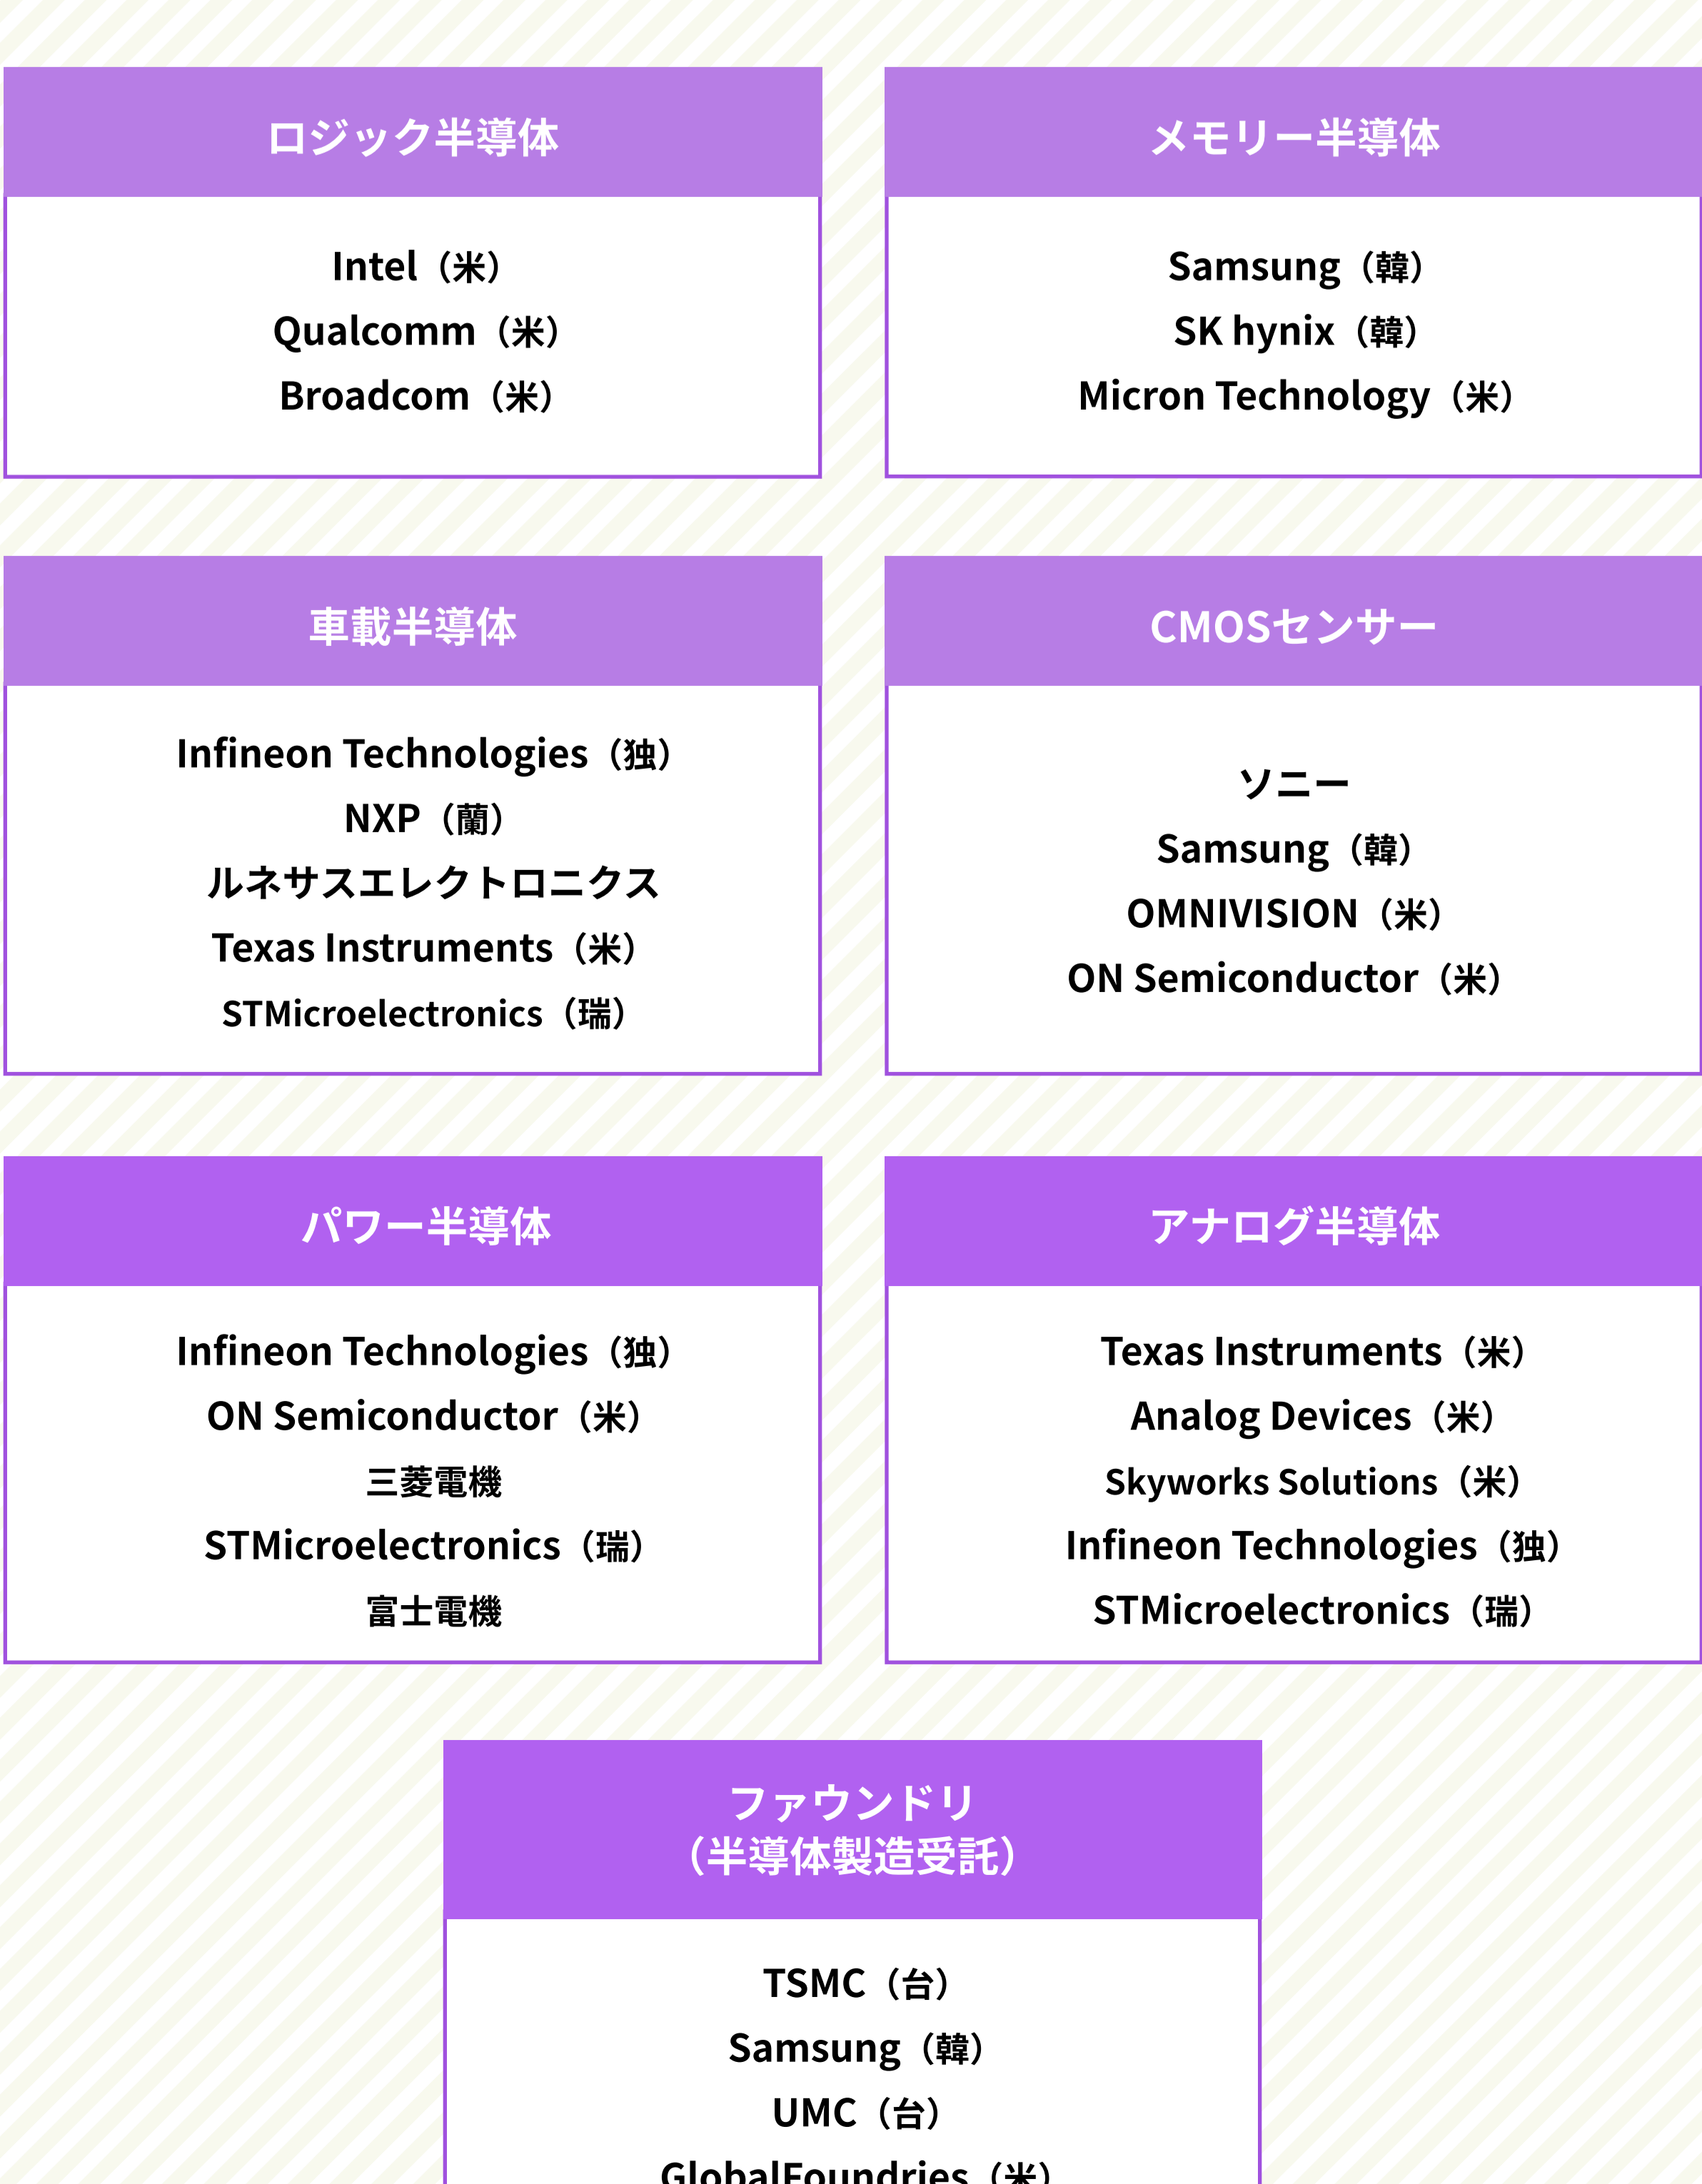 ロジック半導体
Intel（米）
Qualcomm（米）
Broadcom（米）
メモリー半導体
Samsung（韓）
SK hynix（韓）
Micron Technology（米）
車載半導体
Infineon Technologies（独）
NXP（蘭）
ルネサスエレクトロニクス
Texas Instruments（米）
STMicroelectronics（瑞）
CMOSセンサー
ソニー
Samsung（韓）
OMNIVISION（米）
ON Semiconductor（米）
パワー半導体
Infineon Technologies（独）
ON Semiconductor（米）
三菱電機
STMicroelectronics（瑞）
富士電機
アナログ半導体
Texas Instruments（米）
Analog Devices（米）
Skyworks Solutions（米）
Infineon Technologies（独）
STMicroelectronics（瑞）
ファウンドリ
（半導体製造受託）
TSMC（台）
Samsung（韓）
UMC（台）
GlobalFoundries（米）